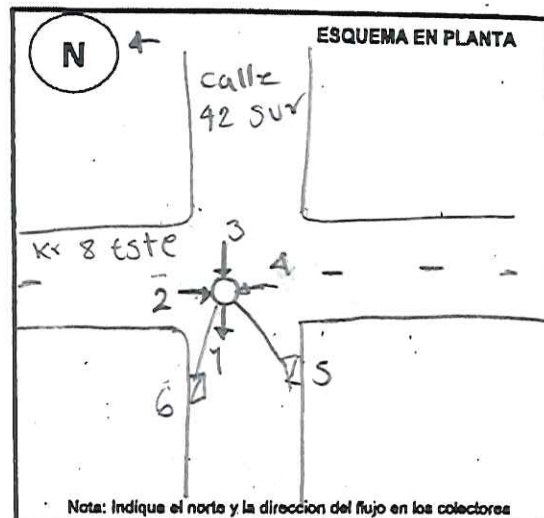 N
ESQUEMA EN PLANTA
calle
42 sur
Kr 8 Este
3
4
2
1
5
6
Nota: Indique el norte y la direccion del flujo en los colectores